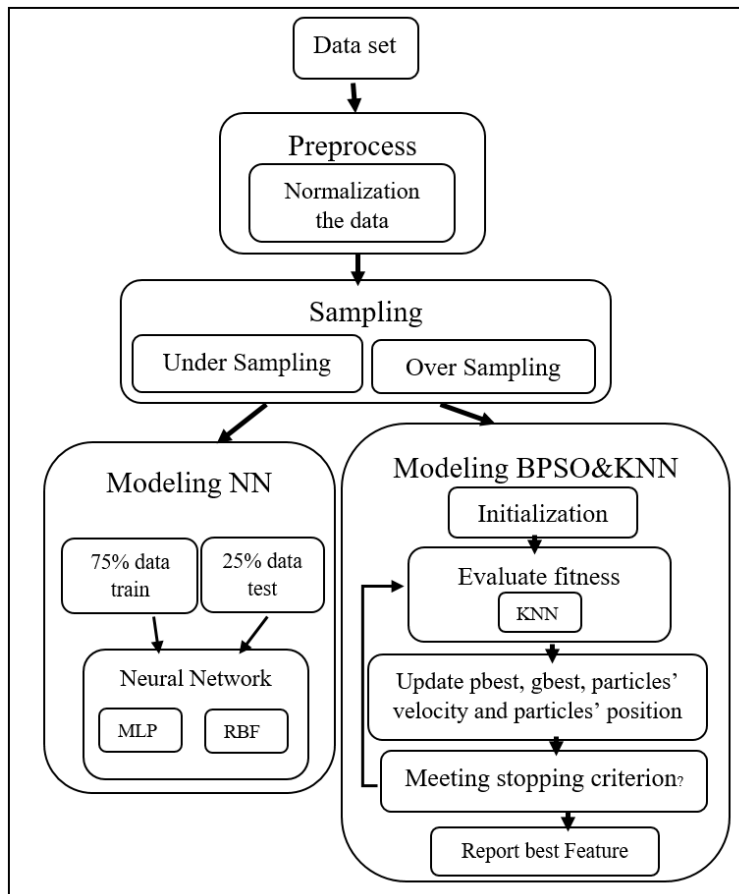 Data set
Preprocess
Normalization
the data
Sampling
Under Sampling
Over Sampling
Modeling NN
75% data
train
25% data
test
Neural Network
MLP
RBF
Modeling BPSO&KNN
Initialization
Evaluate fitness
KNN
Update pbest, gbest, particles’
velocity and particles’ position
Meeting stopping criterion?
Report best Feature